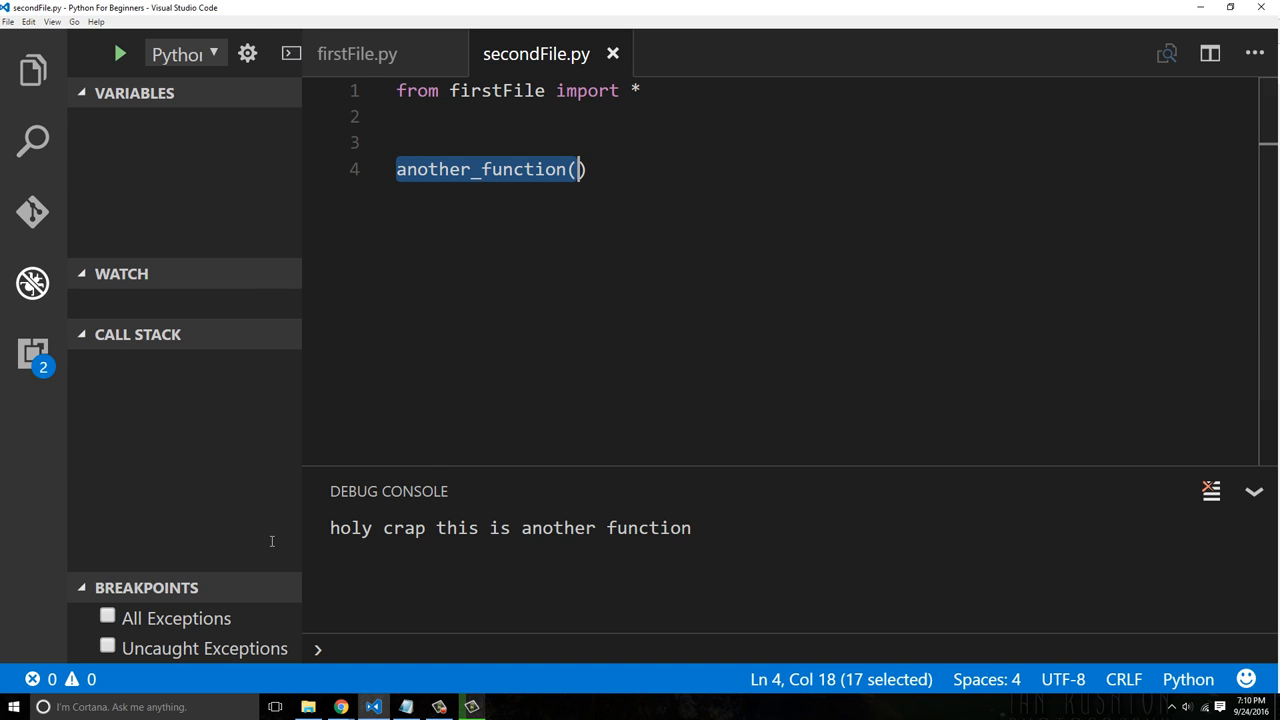 secondFile.py - Python For Beginners - Visual Studio Code
File Edit View Go Help
Pythor
firstFile.py
secondFile.py
VARIABLES
WATCH
CALL STACK
BREAKPOINTS
All Exceptions
Uncaught Exceptions
2
1 from firstFile import *
2
3
4 another_function()
DEBUG CONSOLE
holy crap this is another function
0 0
Ln 4, Col 18 (17 selected) Spaces: 4 UTF-8 CRLF Python
I'm Cortana. Ask me anything.
7:10 PM
9/24/2016